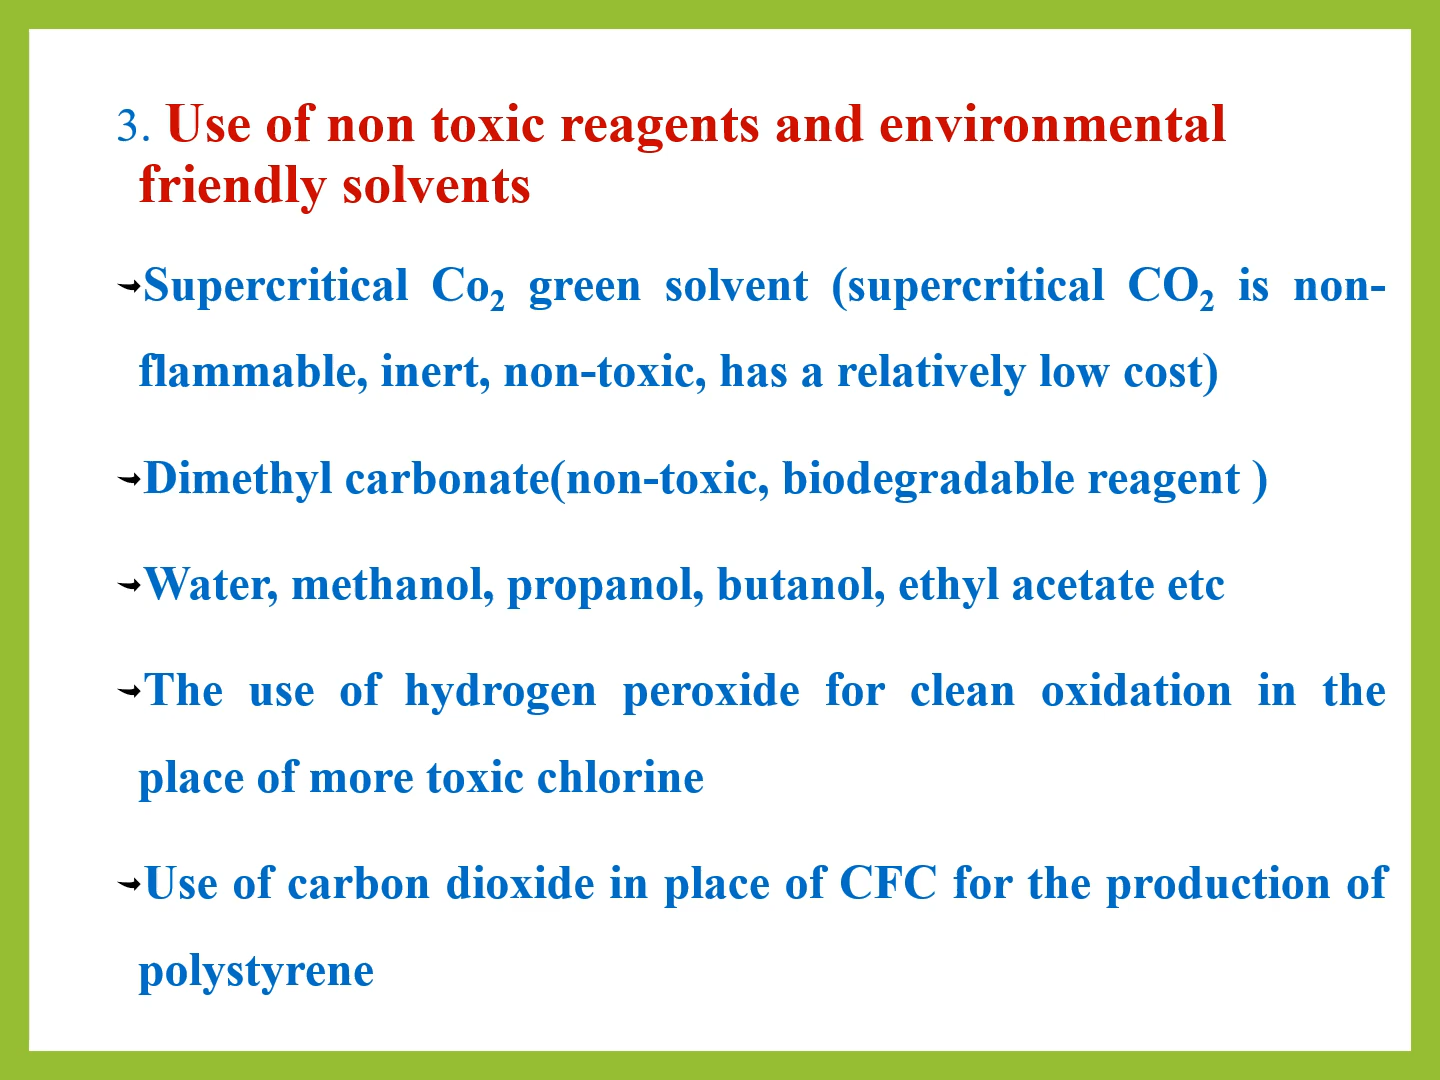 3. Use of non toxic reagents and environmental
friendly solvents
Supercritical Co₂ green solvent (supercritical CO₂ is non-
flammable, inert, non-toxic, has a relatively low cost)
Dimethyl carbonate(non-toxic, biodegradable reagent )
Water, methanol, propanol, butanol, ethyl acetate etc
The use of hydrogen peroxide for clean oxidation in the
place of more toxic chlorine
Use of carbon dioxide in place of CFC for the production of
polystyrene